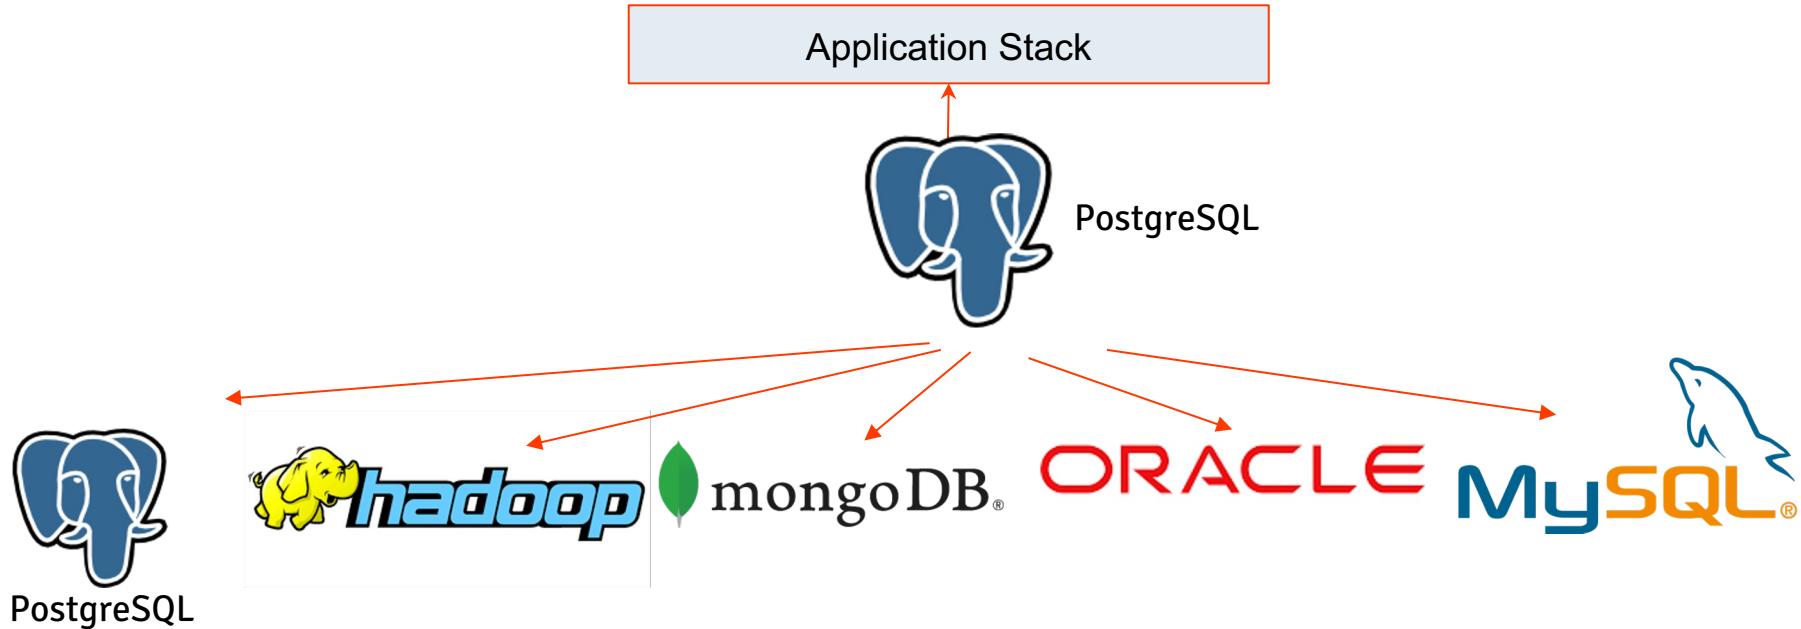 Application Stack
PostgreSQL
hadoop
mongoDB®
ORACLE
MySQL®
PostgreSQL